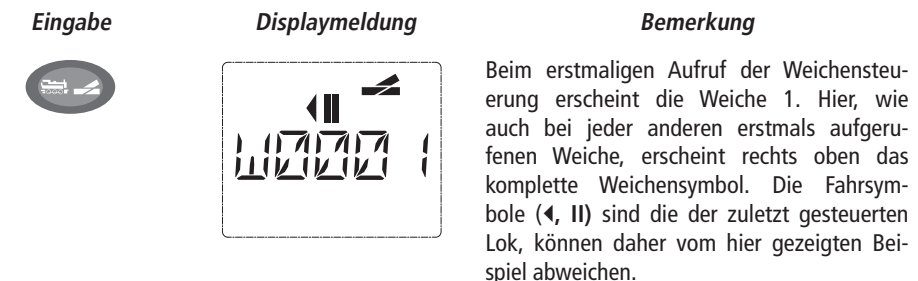 Eingabe Displaymeldung Bemerkung
W0001
Beim erstmaligen Aufruf der Weichensteu-
erung erscheint die Weiche 1. Hier, wie
auch bei jeder anderen erstmals aufgeru-
fenen Weiche, erscheint rechts oben das
komplette Weichensymbol. Die Fahrsym-
bole (◀, II) sind die der zuletzt gesteuerten
Lok, können daher vom hier gezeigten Bei-
spiel abweichen.